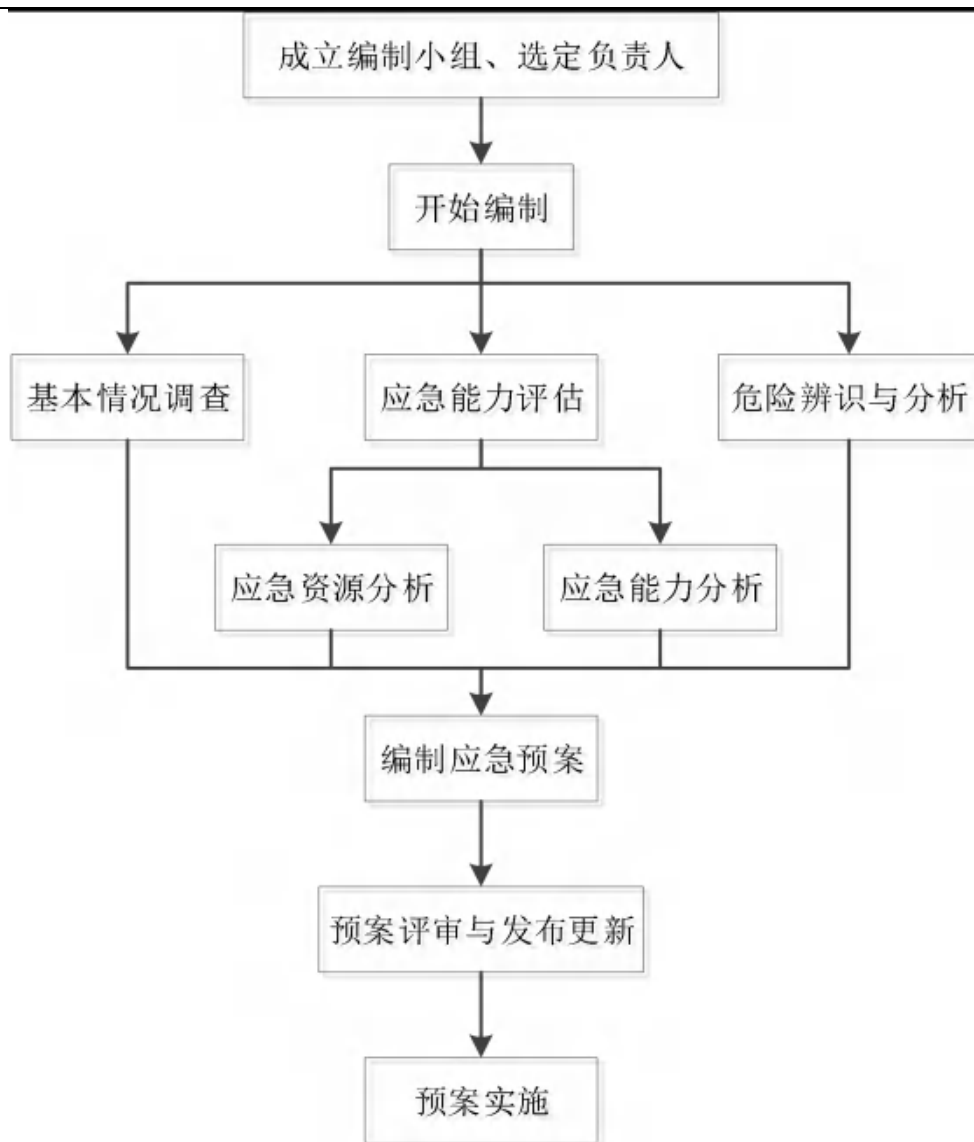 成立编制小组、选定负责人
开始编制
基本情况调查
应急能力评估
危险辨识与分析
应急资源分析
应急能力分析
编制应急预案
预案评审与发布更新
预案实施